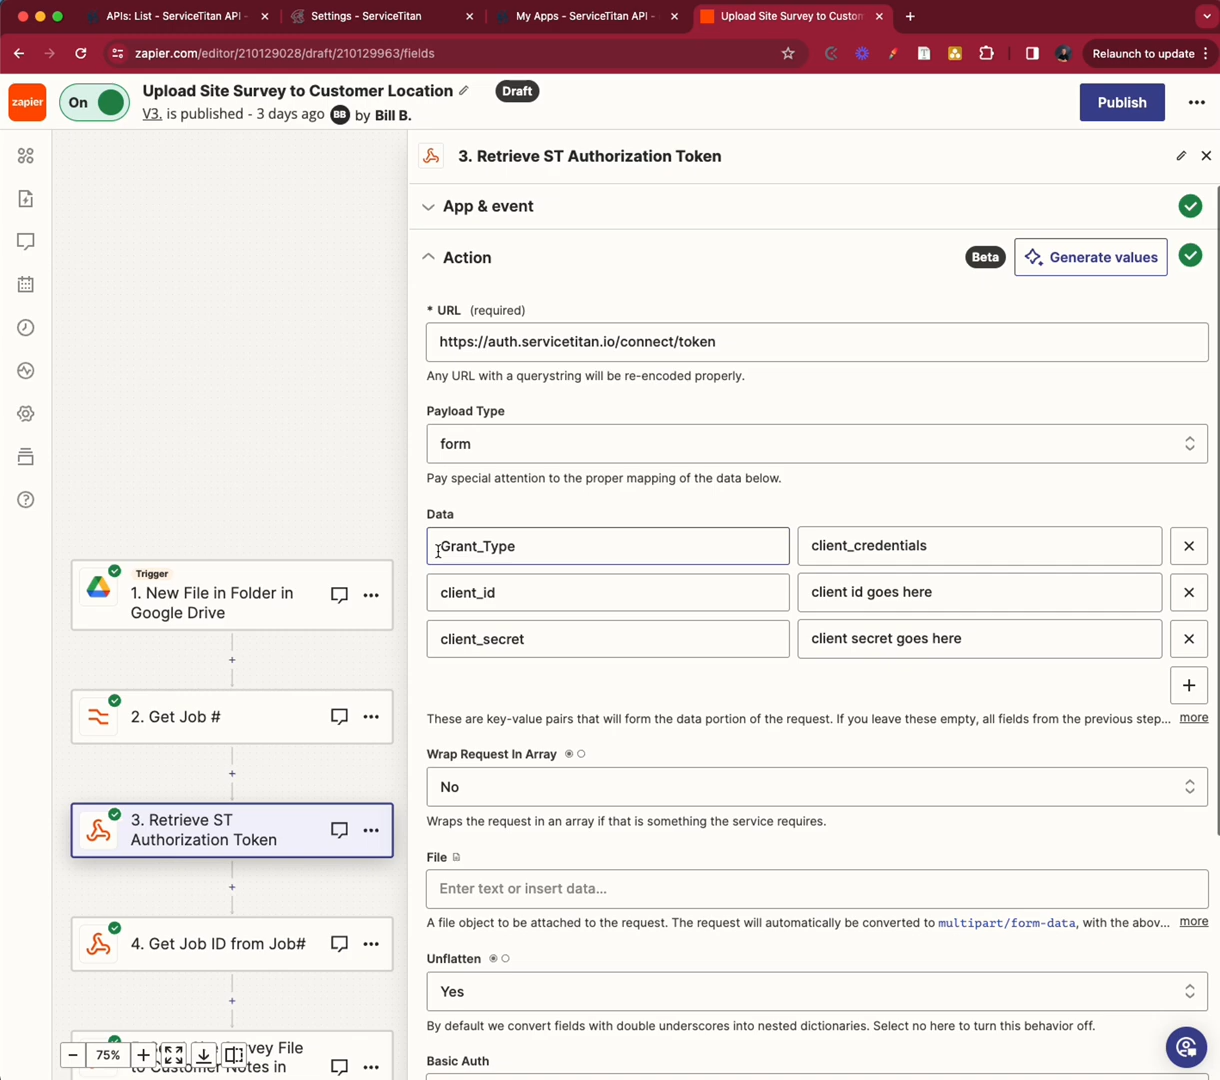 APIs: List - ServiceTitan API -
Settings - ServiceTitan
My Apps - ServiceTitan API -
Upload Site Survey to Custom
zapier.com/editor/210129028/draft/210129963/fields
Relaunch to update
zapier
On
Upload Site Survey to Customer Location
Draft
V3. is published - 3 days ago BB by Bill B.
Publish
3. Retrieve ST Authorization Token
App & event
Action
Beta
Generate values
* URL (required)
https://auth.servicetitan.io/connect/token
Any URL with a querystring will be re-encoded properly.
Payload Type
form
Pay special attention to the proper mapping of the data below.
Data
Grant_Type
client_credentials
client_id
client id goes here
client_secret
client secret goes here
These are key-value pairs that will form the data portion of the request. If you leave these empty, all fields from the previous step... more
Wrap Request In Array
No
Wraps the request in an array if that is something the service requires.
File
Enter text or insert data...
A file object to be attached to the request. The request will automatically be converted to multipart/form-data, with the abov... more
Unflatten
Yes
By default we convert fields with double underscores into nested dictionaries. Select no here to turn this behavior off.
Basic Auth
Trigger
1. New File in Folder in
Google Drive
2. Get Job #
3. Retrieve ST
Authorization Token
4. Get Job ID from Job#
vey File
to Customer Notes in
75%